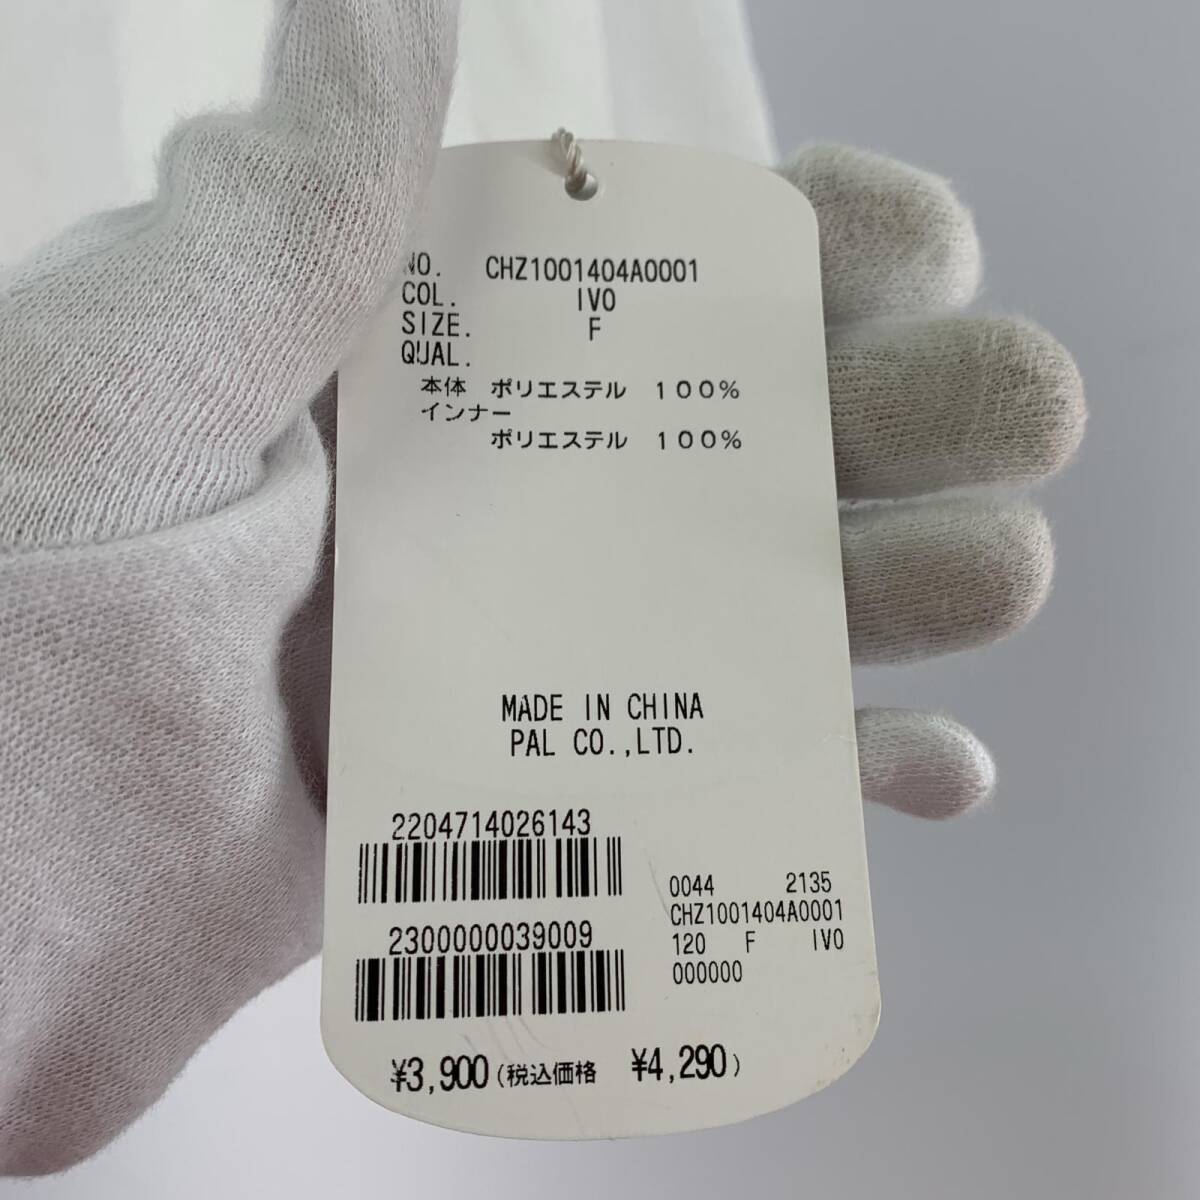 NO. CHZ1001404A0001
COL. IVO
SIZE. F
QUAL.
本体 ポリエステル 100%
インナー
ポリエステル 100%
MADE IN CHINA
PAL CO.,LTD.
2204714026143
2300000039009
0044 2135
CHZ1001404A0001
120 F IVO
000000
¥3,900(税込価格 ¥4,290)